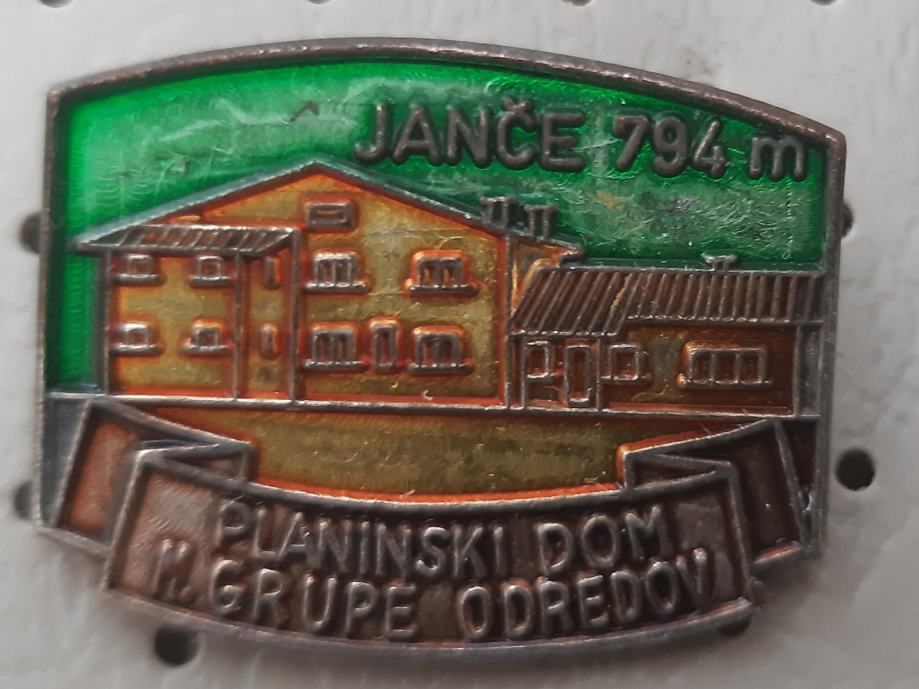 JANČE 794 m
PLANINSKI DOM
II. GRUPE ODREDOV